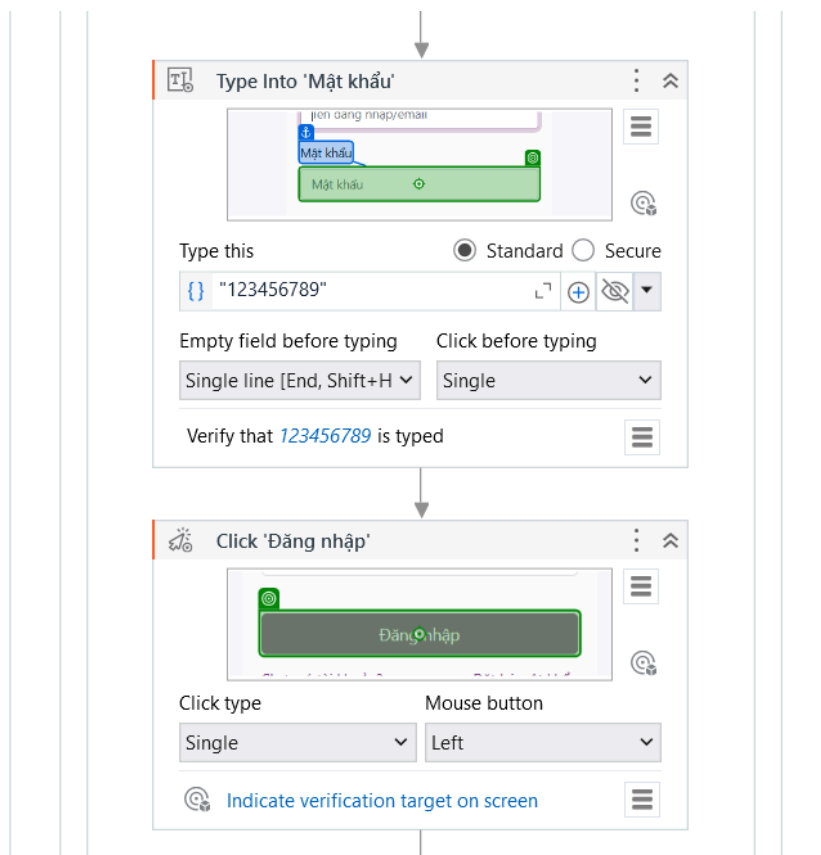 Type Into 'Mật khẩu'
Mật khẩu
Mật khẩu
Type this
Standard
Secure
{} "123456789"
Empty field before typing
Click before typing
Single line [End, Shift+H
Single
Verify that 123456789 is typed
Click 'Đăng nhập'
Đăng nhập
Click type
Mouse button
Single
Left
Indicate verification target on screen